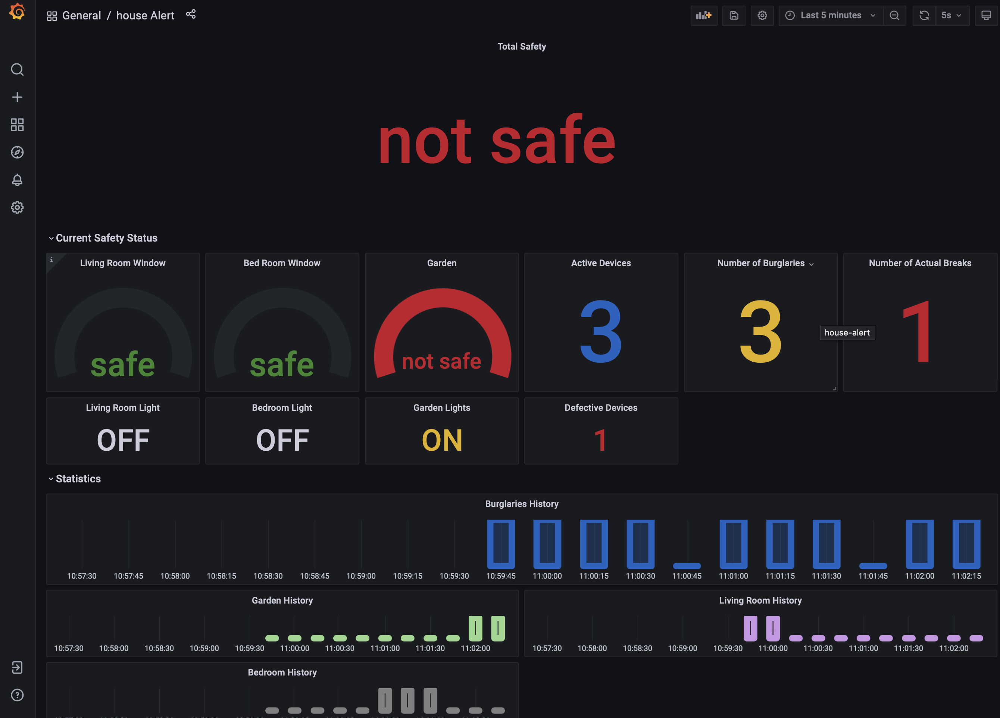 General / house Alert
Last 5 minutes
5s
Total Safety
not safe
Current Safety Status
Living Room Window
Bed Room Window
Garden
Active Devices
Number of Burglaries
Number of Actual Breaks
safe
safe
not safe
3
3
1
house-alert
Living Room Light
Bedroom Light
Garden Lights
Defective Devices
OFF
OFF
ON
1
Statistics
Burglaries History
10:57:30 10:57:45 10:58:00 10:58:15 10:58:30 10:58:45 10:59:00 10:59:15 10:59:30 10:59:45 11:00:00 11:00:15 11:00:30 11:00:45 11:01:00 11:01:15 11:01:30 11:01:45 11:02:00 11:02:15
Garden History
10:57:30 10:58:00 10:58:30 10:59:00 10:59:30 11:00:00 11:00:30 11:01:00 11:01:30 11:02:00
Living Room History
10:57:30 10:58:00 10:58:30 10:59:00 10:59:30 11:00:00 11:00:30 11:01:00 11:01:30 11:02:00
Bedroom History